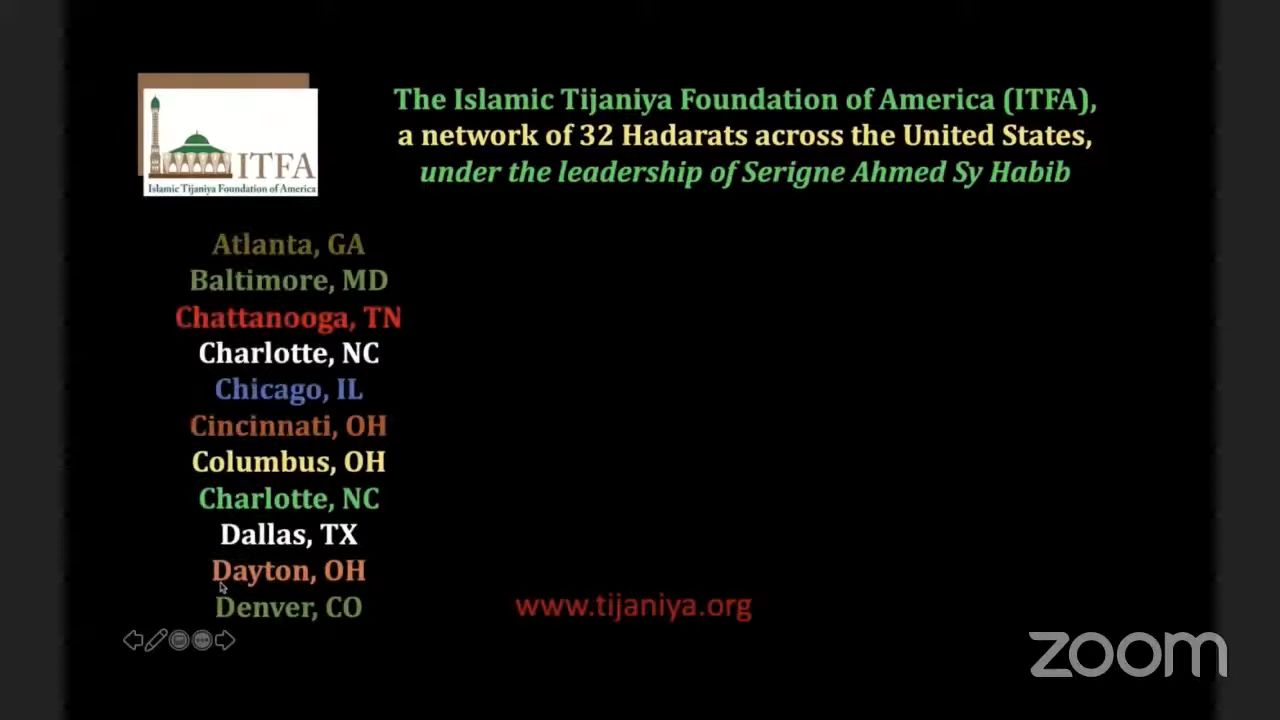 The Islamic Tijaniya Foundation of America (ITFA),
a network of 32 Hadarats across the United States,
under the leadership of Serigne Ahmed Sy Habib
ITFA
Islamic Tijaniya Foundation of America
Atlanta, GA
Baltimore, MD
Chattanooga, TN
Charlotte, NC
Chicago, IL
Cincinnati, OH
Columbus, OH
Charlotte, NC
Dallas, TX
Dayton, OH
Denver, CO
www.tijaniya.org
zoom